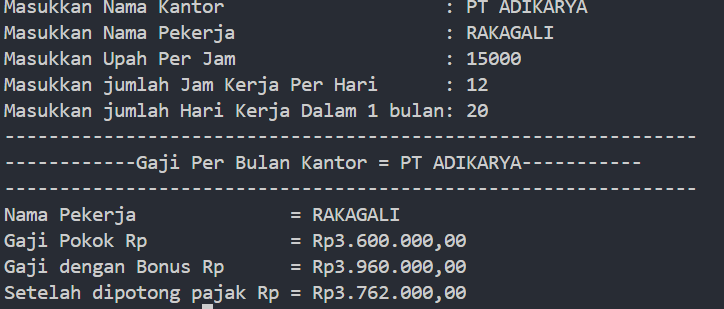 Masukkan Nama Kantor                    : PT ADIKARYA
Masukkan Nama Pekerja                   : RAKAGALI
Masukkan Upah Per Jam                   : 15000
Masukkan jumlah Jam Kerja Per Hari      : 12
Masukkan jumlah Hari Kerja Dalam 1 bulan: 20
---------------------------------------------------------------
------------Gaji Per Bulan Kantor = PT ADIKARYA-----------
---------------------------------------------------------------
Nama Pekerja              = RAKAGALI
Gaji Pokok Rp             = Rp3.600.000,00
Gaji dengan Bonus Rp      = Rp3.960.000,00
Setelah dipotong pajak Rp = Rp3.762.000,00